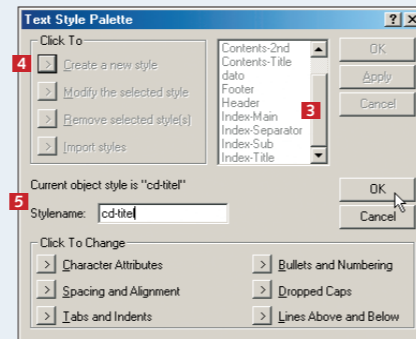 Text Style Palette
Click To
4
> Create a new style
> Modify the selected style
> Remove selected style(s)
> Import styles
Contents-2nd
Contents-Title
dato
Footer
Header
Index-Main
Index-Separator
Index-Sub
Index-Title
3
OK
Apply
Cancel
Current object style is "cd-titel"
5
Stylename: cd-titel
OK
Cancel
Click To Change
> Character Attributes
> Spacing and Alignment
> Tabs and Indents
> Bullets and Numbering
> Dropped Caps
> Lines Above and Below